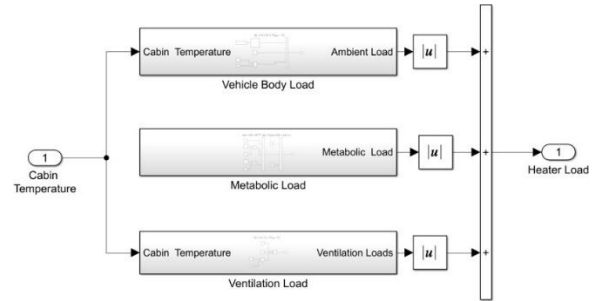 Cabin Temperature
Ambient Load
|u|
+
Vehicle Body Load
1
Cabin
Temperature
Metabolic Load
|u|
+
Metabolic Load
1
Heater Load
Cabin Temperature
Ventilation Loads
|u|
+
Ventilation Load